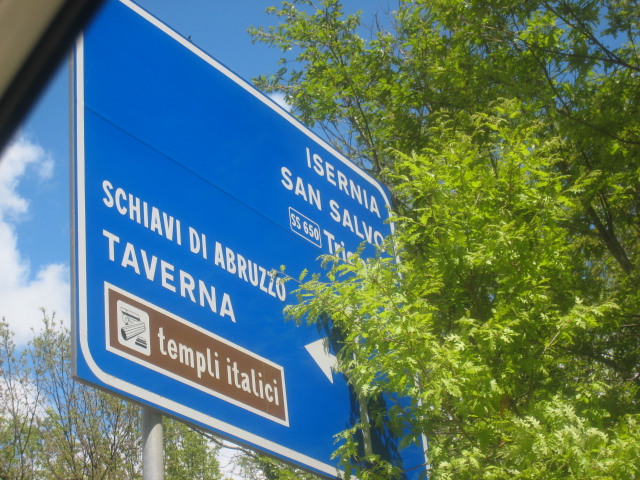 ISERNIA
SAN SALVO
SS 650
SCHIAVI DI ABRUZZO
TAVERNA
templi italici